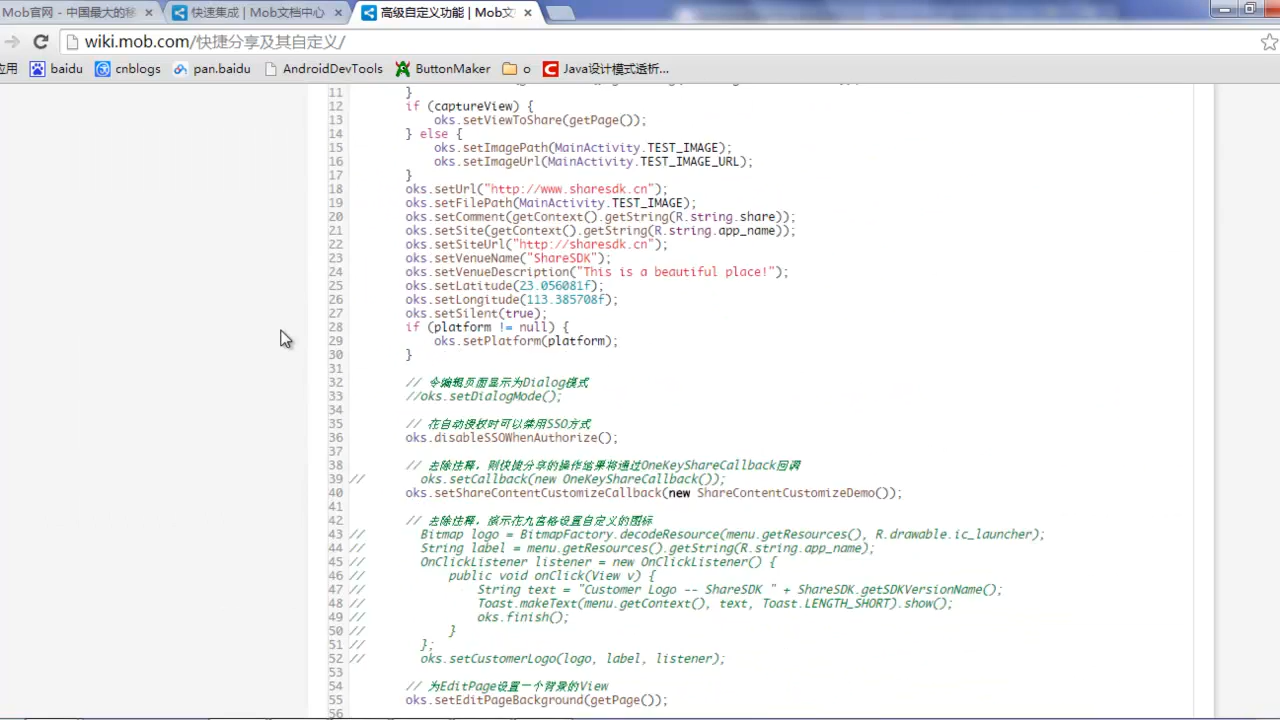 Mob官网 - 中国最大的移
快速集成 | Mob文档中心
高级自定义功能 | Mob文
wiki.mob.com/快捷分享及其自定义/
应用 baidu cnblogs pan.baidu AndroidDevTools ButtonMaker o Java设计模式透析...
11 }
12 if (captureView) {
13 oks.setViewToShare(getPage());
14 } else {
15 oks.setImagePath(MainActivity.TEST_IMAGE);
16 oks.setImageUrl(MainActivity.TEST_IMAGE_URL);
17 }
18 oks.setUrl("http://www.sharesdk.cn");
19 oks.setFilePath(MainActivity.TEST_IMAGE);
20 oks.setComment(getContext().getString(R.string.share));
21 oks.setSite(getContext().getString(R.string.app_name));
22 oks.setSiteUrl("http://sharesdk.cn");
23 oks.setVenueName("ShareSDK");
24 oks.setVenueDescription("This is a beautiful place!");
25 oks.setLatitude(23.056081f);
26 oks.setLongitude(113.385708f);
27 oks.setSilent(true);
28 if (platform != null) {
29 oks.setPlatform(platform);
30 }
31
32 // 令编辑页面显示为Dialog模式
33 //oks.setDialogMode();
34
35 // 在自动授权时可以禁用SSO方式
36 oks.disableSSOWhenAuthorize();
37
38 // 去除注释，则快捷分享的操作结果将通过OneKeyShareCallback回调
39 // oks.setCallback(new OneKeyShareCallback());
40 oks.setShareContentCustomizeCallback(new ShareContentCustomizeDemo());
41
42 // 去除注释，演示在九宫格设置自定义的图标
43 // Bitmap logo = BitmapFactory.decodeResource(menu.getResources(), R.drawable.ic_launcher);
44 // String label = menu.getResources().getString(R.string.app_name);
45 // OnClickListener listener = new OnClickListener() {
46 // public void onClick(View v) {
47 // String text = "Customer Logo -- ShareSDK " + ShareSDK.getSDKVersionName();
48 // Toast.makeText(menu.getContext(), text, Toast.LENGTH_SHORT).show();
49 // oks.finish();
50 // }
51 // };
52 // oks.setCustomerLogo(logo, label, listener);
53
54 // 为EditPage设置一个背景的View
55 oks.setEditPageBackground(getPage());
56